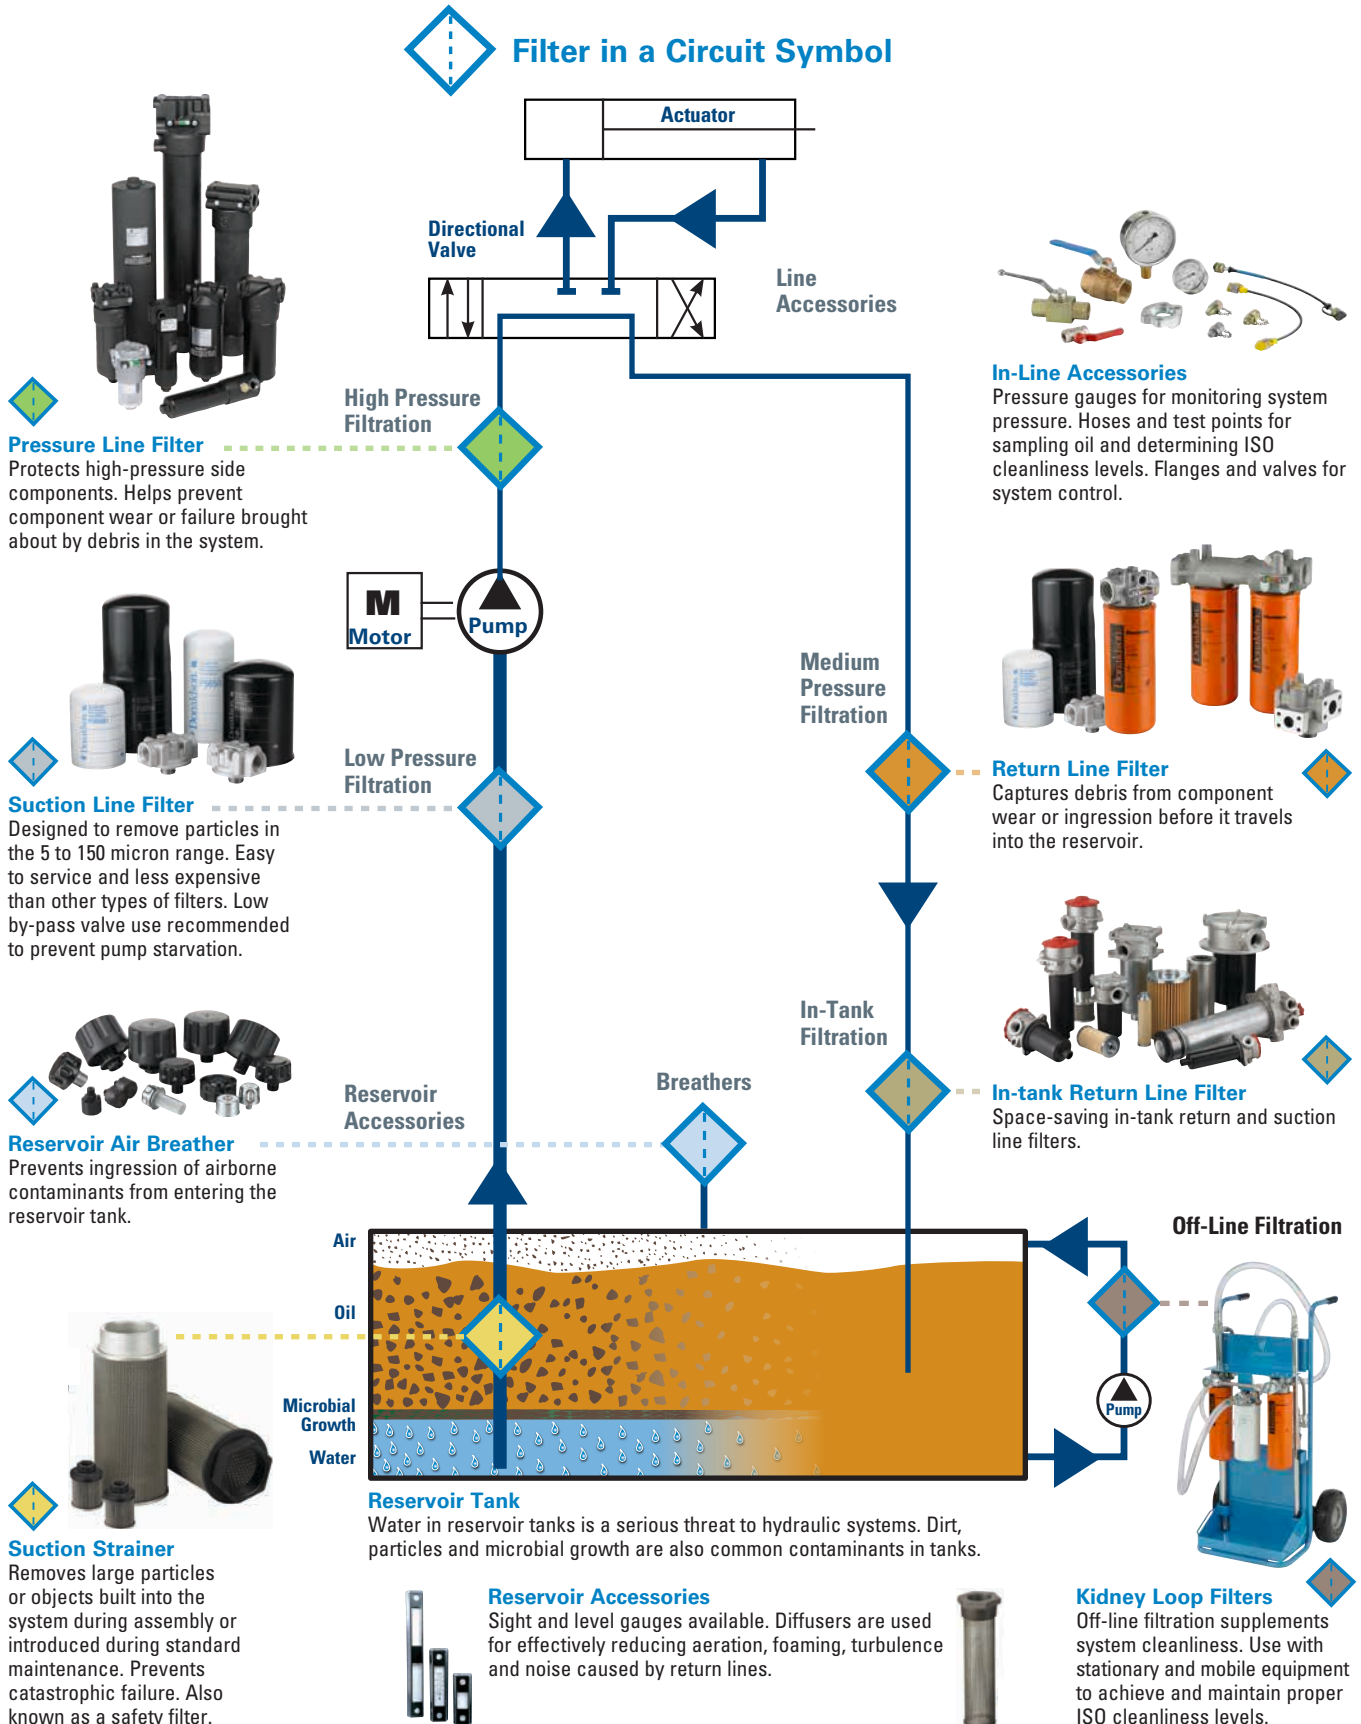 Filter in a Circuit Symbol
Actuator
Directional
Valve
Line
Accessories
High Pressure
Filtration
Pressure Line Filter
Protects high-pressure side
components. Helps prevent
component wear or failure brought
about by debris in the system.
In-Line Accessories
Pressure gauges for monitoring system
pressure. Hoses and test points for
sampling oil and determining ISO
cleanliness levels. Flanges and valves for
system control.
M
Motor
Pump
Low Pressure
Filtration
Donaldson
Suction Line Filter
Designed to remove particles in
the 5 to 150 micron range. Easy
to service and less expensive
than other types of filters. Low
by-pass valve use recommended
to prevent pump starvation.
Medium
Pressure
Filtration
Donaldson
Donaldson
Donaldson
Return Line Filter
Captures debris from component
wear or ingression before it travels
into the reservoir.
In-Tank
Filtration
In-tank Return Line Filter
Space-saving in-tank return and suction
line filters.
Reservoir
Accessories
Breathers
Reservoir Air Breather
Prevents ingression of airborne
contaminants from entering the
reservoir tank.
Air
Oil
Microbial
Growth
Water
Off-Line Filtration
Pump
Reservoir Tank
Water in reservoir tanks is a serious threat to hydraulic systems. Dirt,
particles and microbial growth are also common contaminants in tanks.
Suction Strainer
Removes large particles
or objects built into the
system during assembly or
introduced during standard
maintenance. Prevents
catastrophic failure. Also
known as a safety filter.
Reservoir Accessories
Sight and level gauges available. Diffusers are used
for effectively reducing aeration, foaming, turbulence
and noise caused by return lines.
Kidney Loop Filters
Off-line filtration supplements
system cleanliness. Use with
stationary and mobile equipment
to achieve and maintain proper
ISO cleanliness levels.